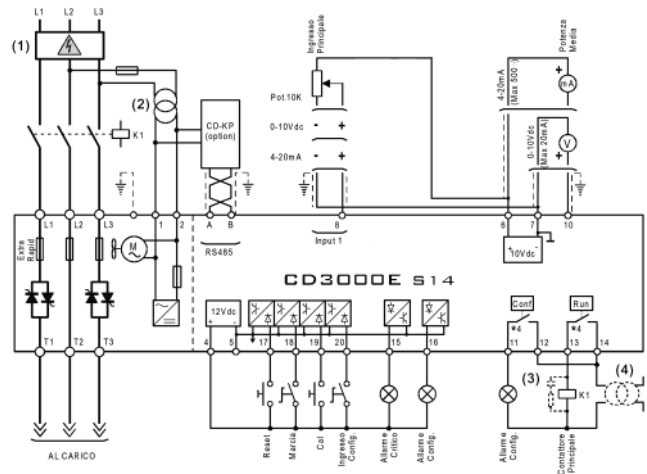 L1 L2 L3
(1)
(2)
K1
CD-KP
(option)
Ingresso
Principale
Pot.10K
0-10Vdc - +
4-20mA - +
4-20mA
(Max 500 )
Potenza
Media
+ mA
0-10Vdc
(Max 20mA)
+ V
L1 L2 L3 1 2 A B 8 6 7 10
RS485
Input 1
+ -
10Vdc
Extra
Rapid
M
CD3000E S14
12Vdc
+ -
Conf
*4
Run
*4
T1 T2 T3 4 5 17 18 19 20 15 16 11 12 13 14
(3)
K1
(4)
AL CARICO
Reset
Marcia
Cal
Ingresso
Config.
Allarme
Critico
Allarme
Config.
Allarme
Config.
Contattore
Principale